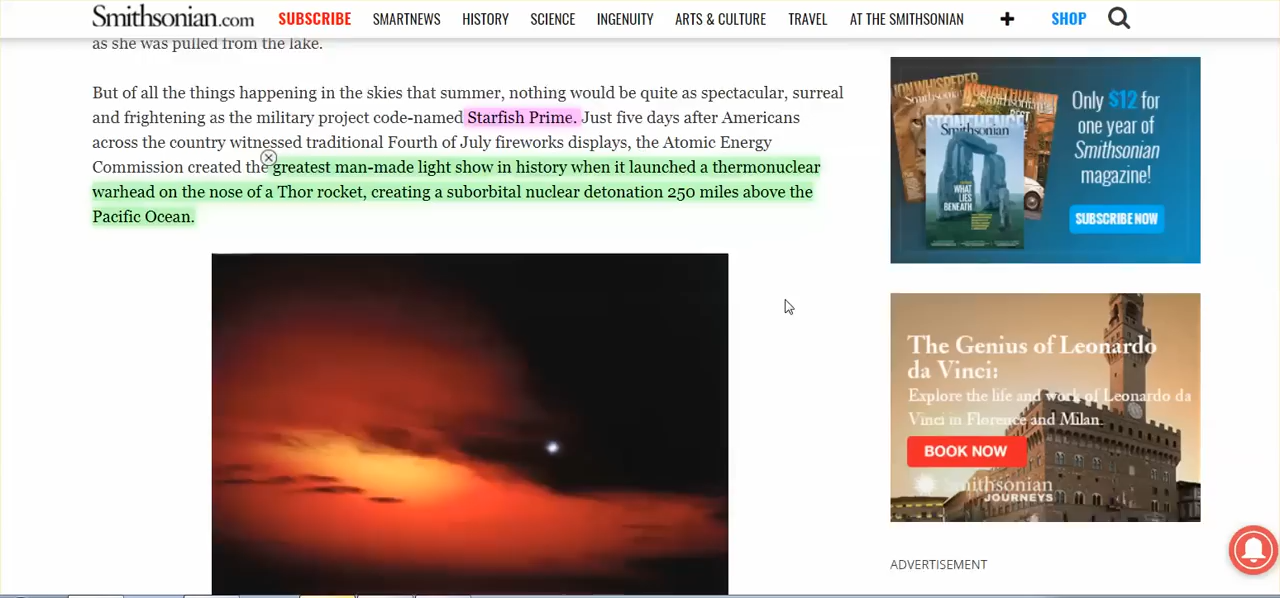 Smithsonian.com SUBSCRIBE SMARTNEWS HISTORY SCIENCE INGENUITY ARTS & CULTURE TRAVEL AT THE SMITHSONIAN + SHOP
as she was pulled from the lake.
But of all the things happening in the skies that summer, nothing would be quite as spectacular, surreal
and frightening as the military project code-named Starfish Prime. Just five days after Americans
across the country witnessed traditional Fourth of July fireworks displays, the Atomic Energy
Commission created the greatest man-made light show in history when it launched a thermonuclear
warhead on the nose of a Thor rocket, creating a suborbital nuclear detonation 250 miles above the
Pacific Ocean.
Smithsonian
WHAT
LIES
BENEATH
Only $12 for
one year of
Smithsonian
magazine!
SUBSCRIBE NOW
The Genius of Leonardo
da Vinci:
Explore the life and work of Leonardo da
Vinci in Florence and Milan.
BOOK NOW
Smithsonian
JOURNEYS
ADVERTISEMENT